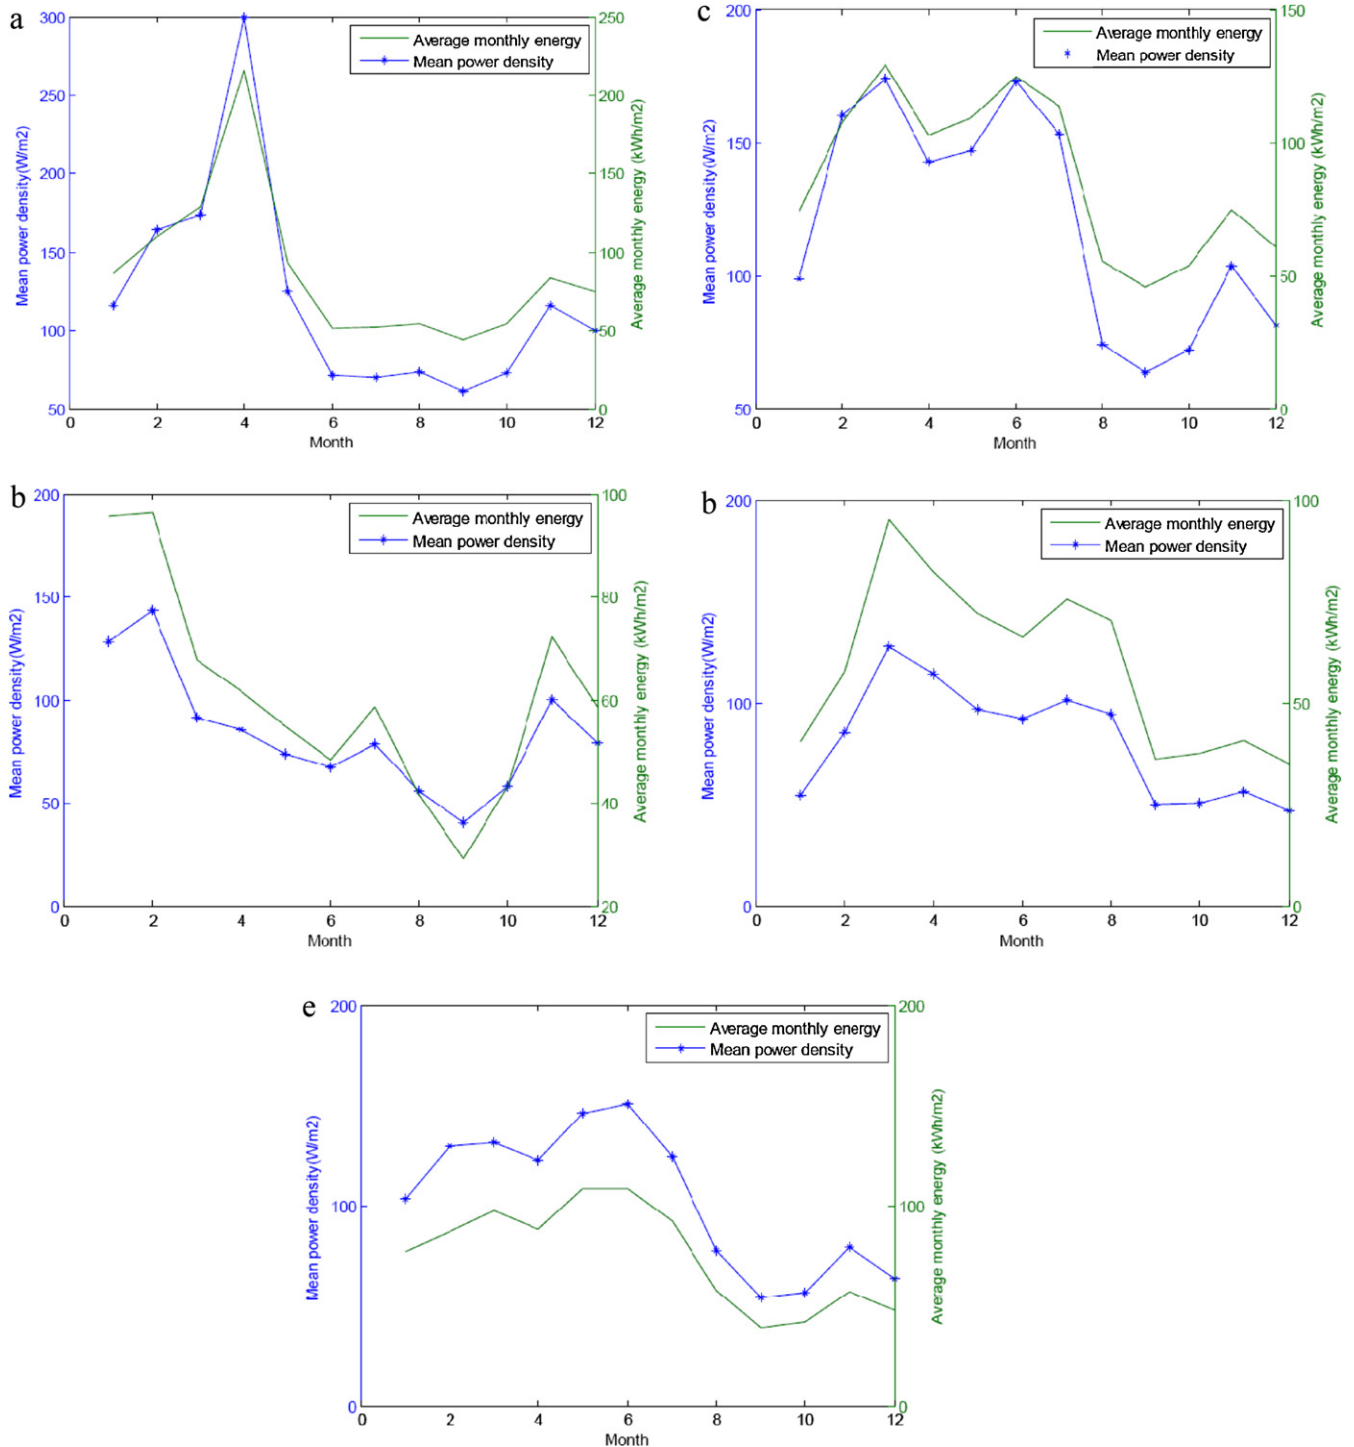 a
300
250
200
150
100
50
Mean power density(W/m2)
250
200
150
100
50
0
Average monthly energy (kWh/m2)
Average monthly energy
Mean power density
0 2 4 6 8 10 12
Month
c
200
150
100
50
Mean power density(W/m2)
150
100
50
0
Average monthly energy (kWh/m2)
Average monthly energy
Mean power density
0 2 4 6 8 10 12
Month
b
200
150
100
50
0
Mean power density(W/m2)
100
80
60
40
20
Average monthly energy (kWh/m2)
Average monthly energy
Mean power density
0 2 4 6 8 10 12
Month
b
200
100
0
Mean power density(W/m2)
100
50
0
Average monthly energy (kWh/m2)
Average monthly energy
Mean power density
0 2 4 6 8 10 12
Month
e
200
100
0
Mean power density(W/m2)
200
100
0
Average monthly energy (kWh/m2)
Average monthly energy
Mean power density
0 2 4 6 8 10 12
Month